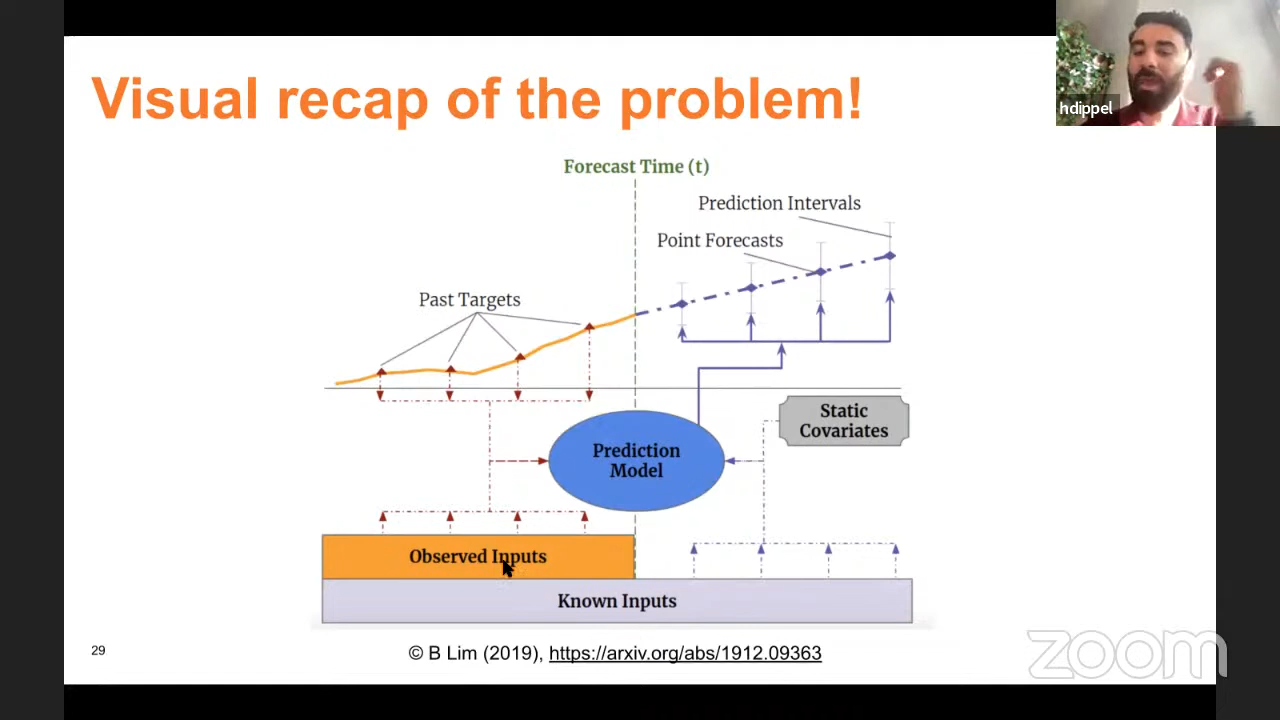 Visual recap of the problem!
hdippel
Forecast Time (t)
Prediction Intervals
Point Forecasts
Past Targets
Static
Covariates
Prediction
Model
Observed Inputs
Known Inputs
29
© B Lim (2019), https://arxiv.org/abs/1912.09363
zoom